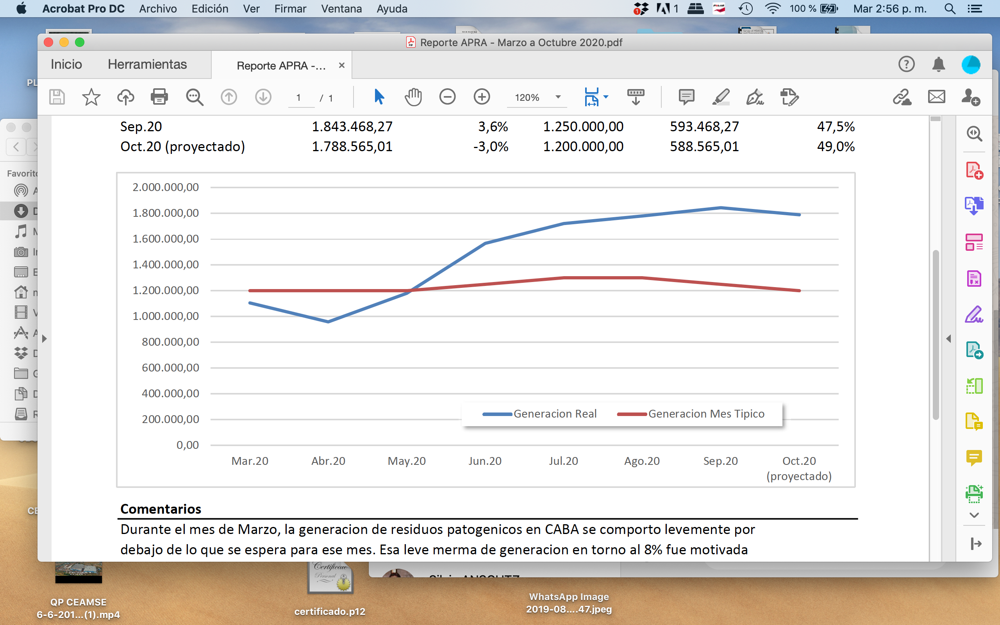 Acrobat Pro DC Archivo Edición Ver Firmar Ventana Ayuda 1 1 100 % Mar 2:56 p. m.
Reporte APRA - Marzo a Octubre 2020.pdf
Inicio Herramientas Reporte APRA -... ×
1 / 1 120%
Favorito
Sep.20 1.843.468,27 3,6% 1.250.000,00 593.468,27 47,5%
Oct.20 (proyectado) 1.788.565,01 -3,0% 1.200.000,00 588.565,01 49,0%
2.000.000,00
1.800.000,00
1.600.000,00
1.400.000,00
1.200.000,00
1.000.000,00
800.000,00
600.000,00
400.000,00
200.000,00
0,00
Generacion Real Generacion Mes Tipico
Mar.20 Abr.20 May.20 Jun.20 Jul.20 Ago.20 Sep.20 Oct.20
(proyectado)
Comentarios
Durante el mes de Marzo, la generacion de residuos patogenicos en CABA se comporto levemente por
debajo de lo que se espera para ese mes. Esa leve merma de generacion en torno al 8% fue motivada
Certificate
Personal
QP CEAMSE
6-6-201...(1).mp4
certificado.p12
WhatsApp Image
2019-08....47.jpeg